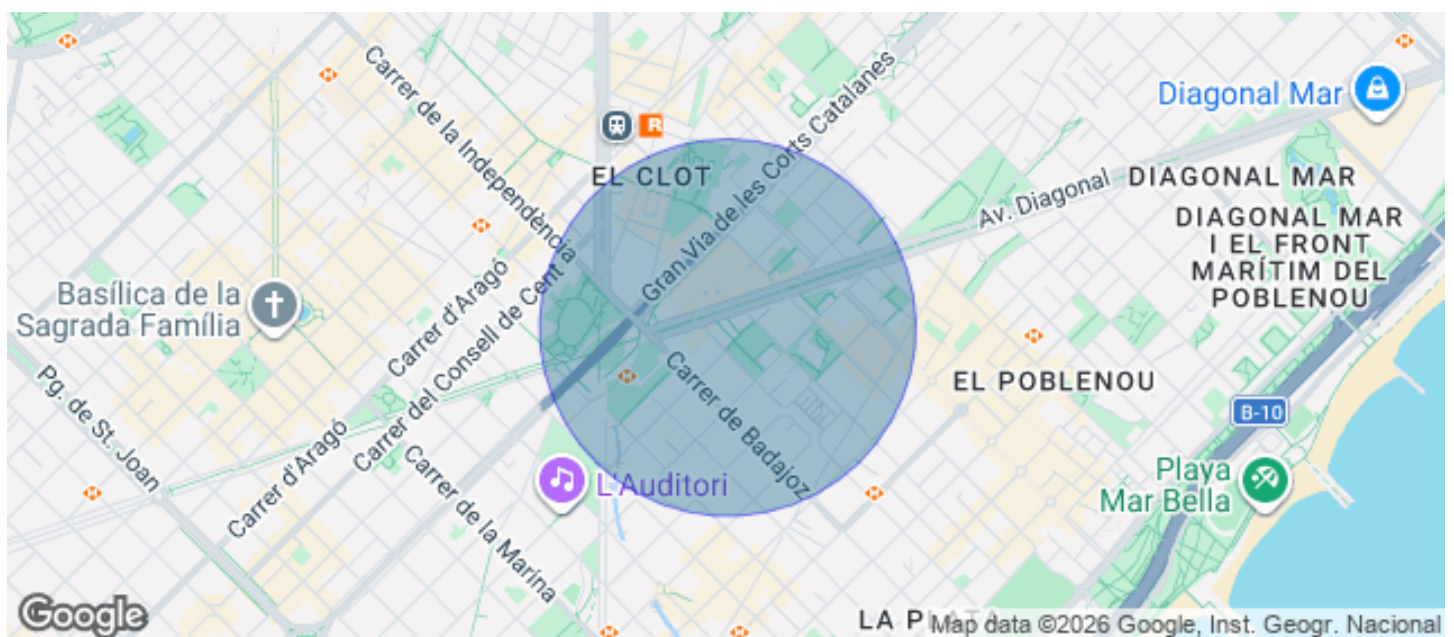 Carrer de la Independència
Gran Via de les Corts Catalanes
Diagonal Mar
R
EL CLOT
Av. Diagonal
DIAGONAL MAR
DIAGONAL MAR
I EL FRONT
MARÍTIM DEL
POBLENOU
Basílica de la
Sagrada Família
Carrer d'Aragó
Carrer del Consell de Cent
Pg. de St. Joan
Carrer de Badajoz
EL POBLENOU
B-10
Carrer d'Aragó
Carrer de la Marina
L'Auditori
Playa
Mar Bella
Google
LA P
Map data ©2026 Google, Inst. Geogr. Nacional